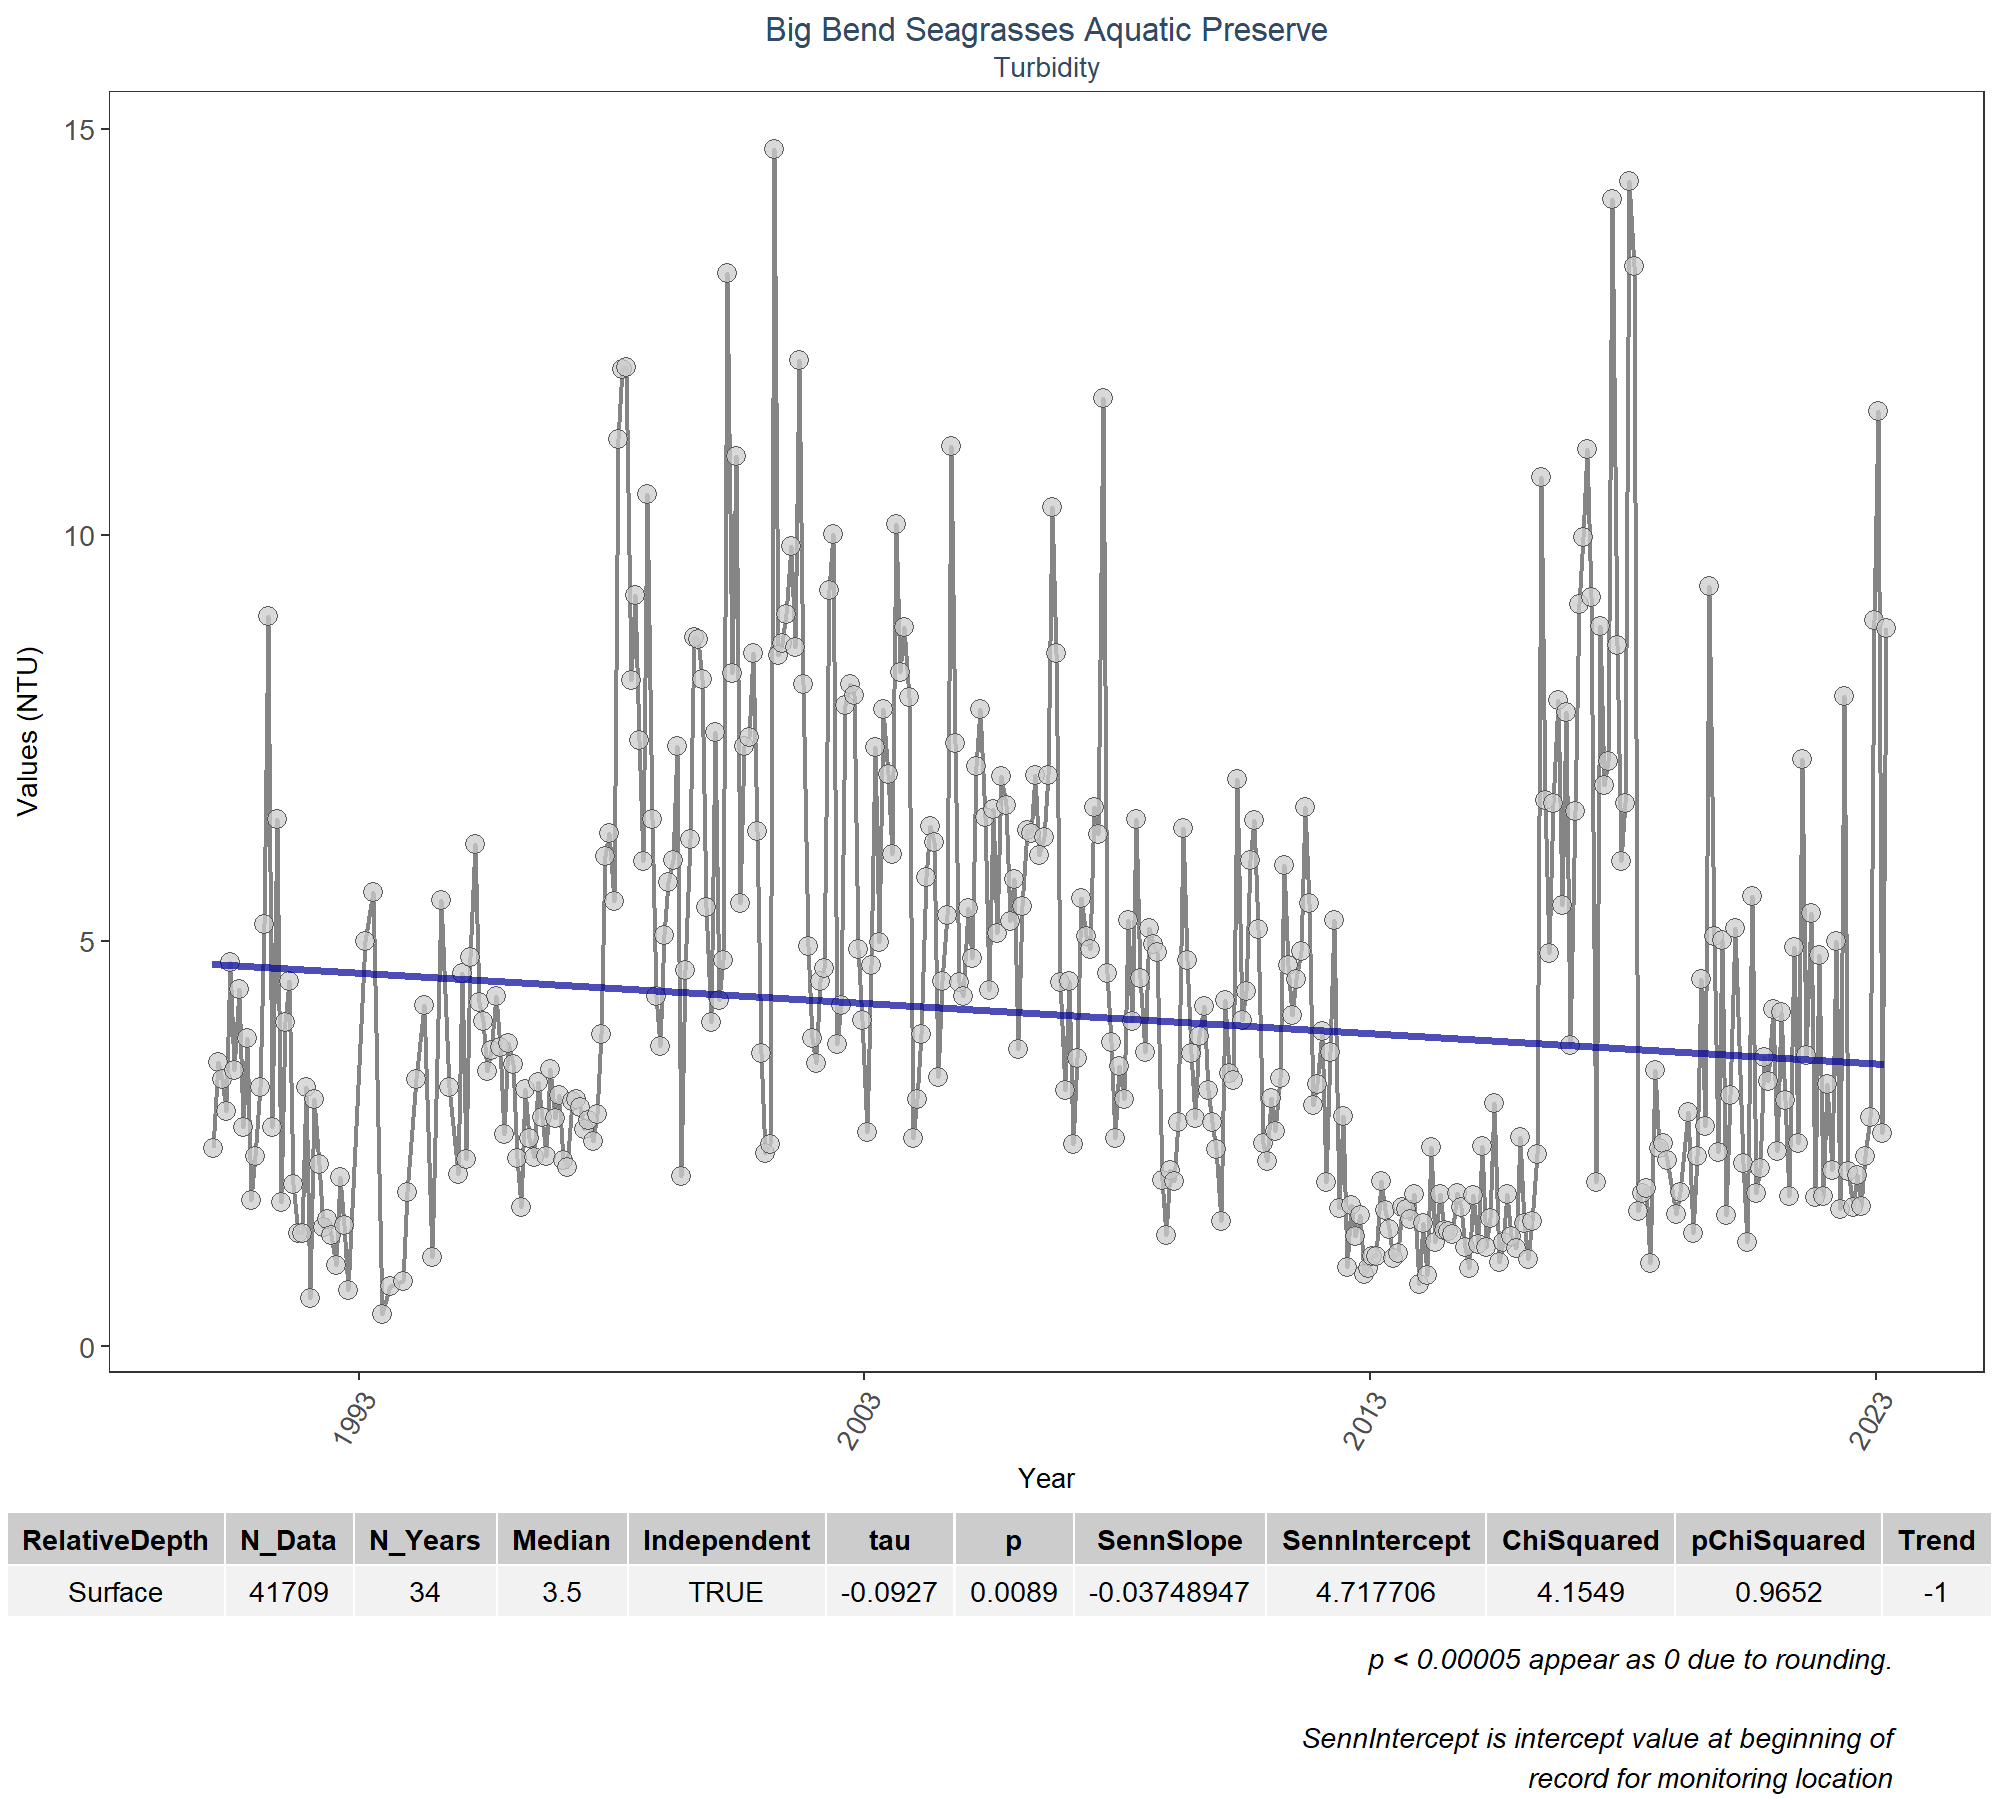 Big Bend Seagrasses Aquatic Preserve
Turbidity
15
10
5
0
Values (NTU)
1993
2003
2013
2023
Year
RelativeDepth N_Data N_Years Median Independent tau p SennSlope SennIntercept ChiSquared pChiSquared Trend
Surface 41709 34 3.5 TRUE -0.0927 0.0089 -0.03748947 4.717706 4.1549 0.9652 -1
p < 0.00005 appear as 0 due to rounding.
SennIntercept is intercept value at beginning of
record for monitoring location